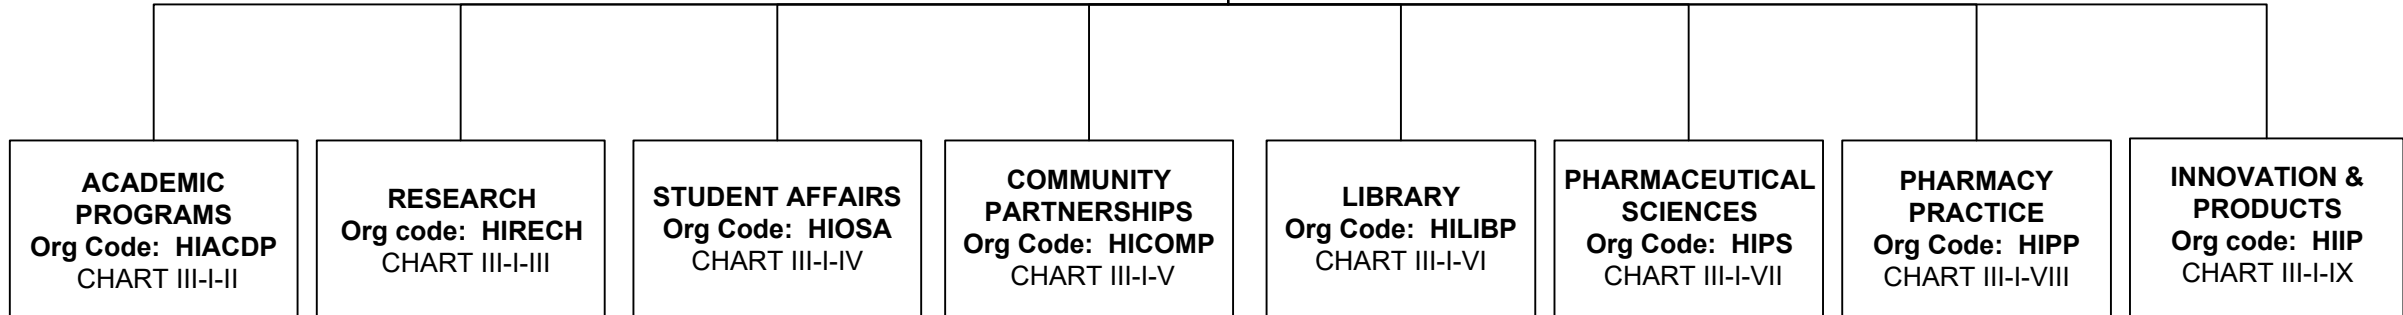 ACADEMIC
PROGRAMS
Org Code: HIACDP
CHART III-I-II
RESEARCH
Org code: HIRECH
CHART III-I-III
STUDENT AFFAIRS
Org Code: HIOSA
CHART III-I-IV
COMMUNITY
PARTNERSHIPS
Org Code: HICOMP
CHART III-I-V
LIBRARY
Org Code: HILIBP
CHART III-I-VI
PHARMACEUTICAL
SCIENCES
Org Code: HIPS
CHART III-I-VII
PHARMACY
PRACTICE
Org Code: HIPP
CHART III-I-VIII
INNOVATION &
PRODUCTS
Org code: HIIP
CHART III-I-IX